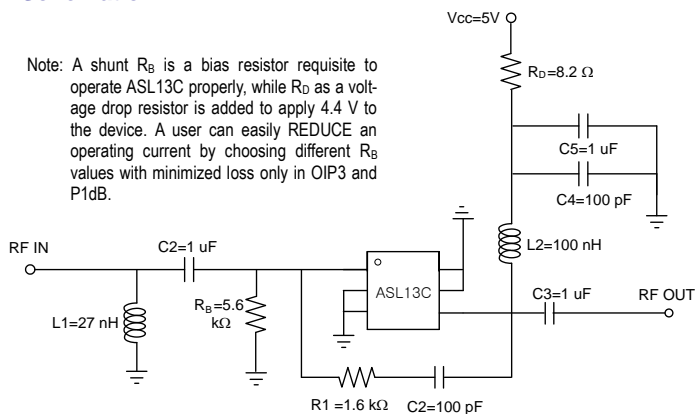 Vcc=5V
RD=8.2 Ω
Note: A shunt RB is a bias resistor requisite to
operate ASL13C properly, while RD as a volt-
age drop resistor is added to apply 4.4 V to
the device. A user can easily REDUCE an
operating current by choosing different RB
values with minimized loss only in OIP3 and
P1dB.
C5=1 uF
C4=100 pF
RF IN
C2=1 uF
L2=100 nH
L1=27 nH
RB=5.6
kΩ
ASL13C
C3=1 uF
RF OUT
R1 =1.6 kΩ
C2=100 pF